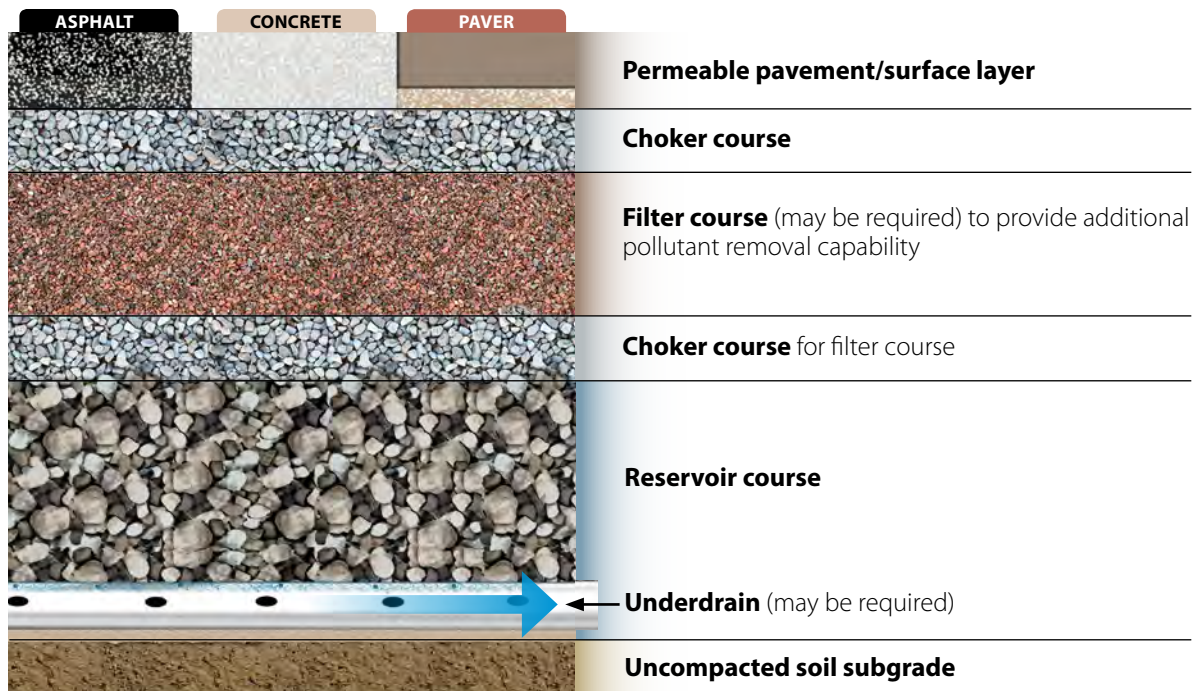 ASPHALT CONCRETE PAVER
Permeable pavement/surface layer
Choker course
Filter course (may be required) to provide additional
pollutant removal capability
Choker course for filter course
Reservoir course
Underdrain (may be required)
Uncompacted soil subgrade